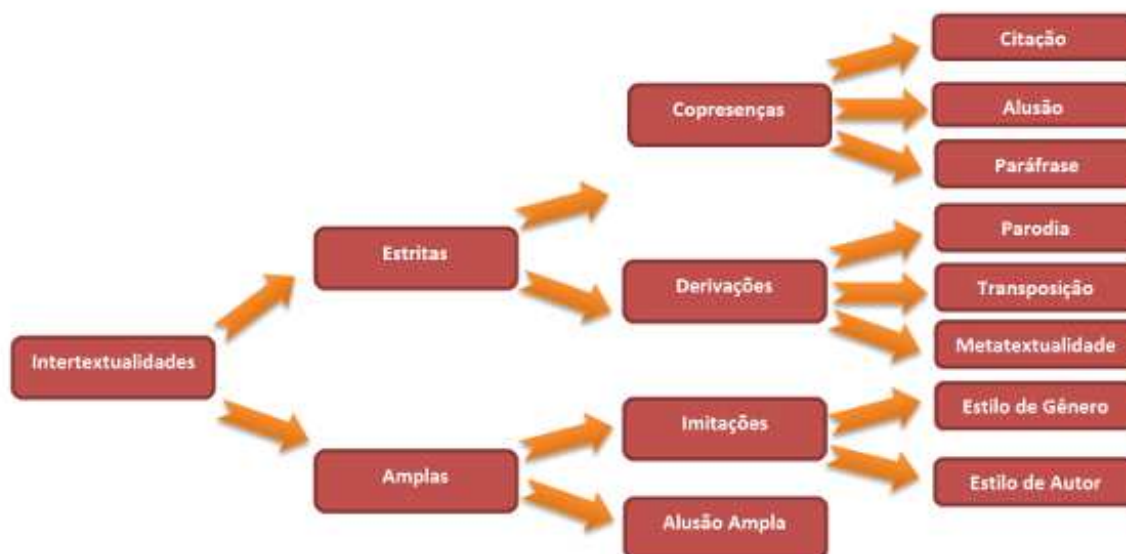 Citação
Copresenças
Alusão
Paráfrase
Estritas
Parodia
Derivações
Transposição
Intertextualidades
Metatextualidade
Estilo de Gênero
Imitações
Amplas
Estilo de Autor
Alusão Ampla